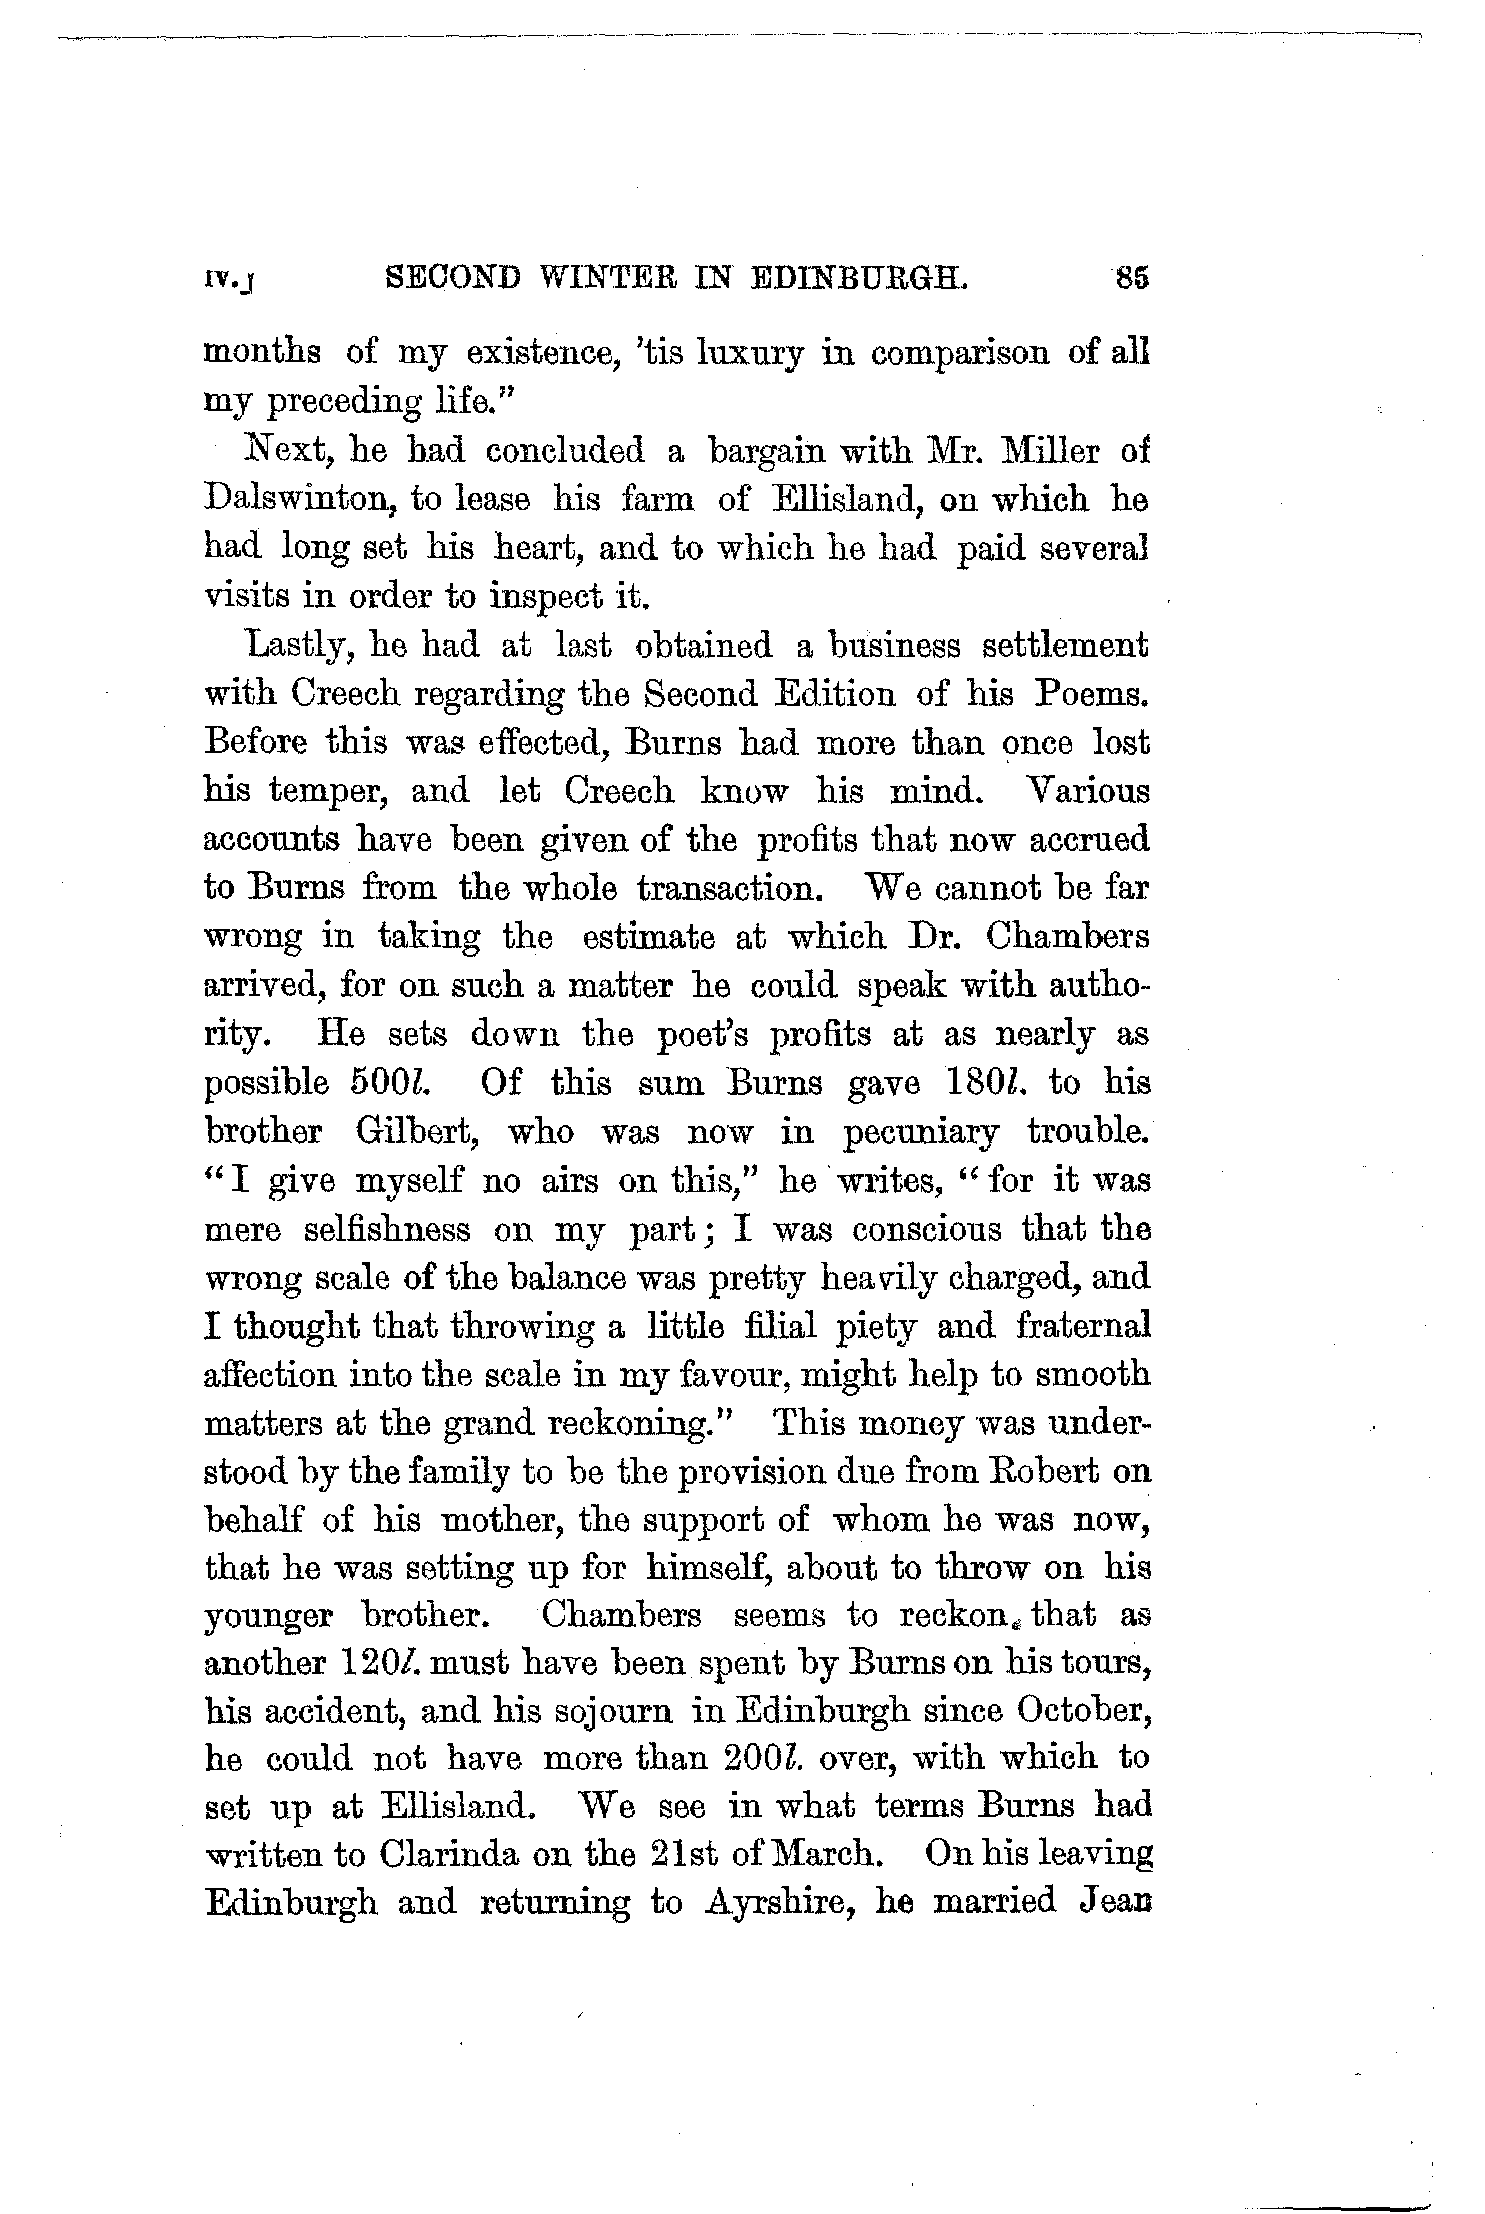 IV.] SECOND WINTER IN EDINBURGH. 85
months of my existence, 'tis luxury in comparison of all
my preceding life."
Next, he had concluded a bargain with Mr. Miller of
Dalswinton, to lease his farm of Ellisland, on which he
had long set his heart, and to which he had paid several
visits in order to inspect it.
Lastly, he had at last obtained a business settlement
with Creech regarding the Second Edition of his Poems.
Before this was effected, Burns had more than once lost
his temper, and let Creech know his mind. Various
accounts have been given of the profits that now accrued
to Burns from the whole transaction. We cannot be far
wrong in taking the estimate at which Dr. Chambers
arrived, for on such a matter he could speak with autho-
rity. He sets down the poet's profits at as nearly as
possible 500l. Of this sum Burns gave 180l. to his
brother Gilbert, who was now in pecuniary trouble.
"I give myself no airs on this," he writes, "for it was
mere selfishness on my part; I was conscious that the
wrong scale of the balance was pretty heavily charged, and
I thought that throwing a little filial piety and fraternal
affection into the scale in my favour, might help to smooth
matters at the grand reckoning." This money was under-
stood by the family to be the provision due from Robert on
behalf of his mother, the support of whom he was now,
that he was setting up for himself, about to throw on his
younger brother. Chambers seems to reckon that as
another 120l. must have been spent by Burns on his tours,
his accident, and his sojourn in Edinburgh since October,
he could not have more than 200l. over, with which to
set up at Ellisland. We see in what terms Burns had
written to Clarinda on the 21st of March. On his leaving
Edinburgh and returning to Ayrshire, he married Jean